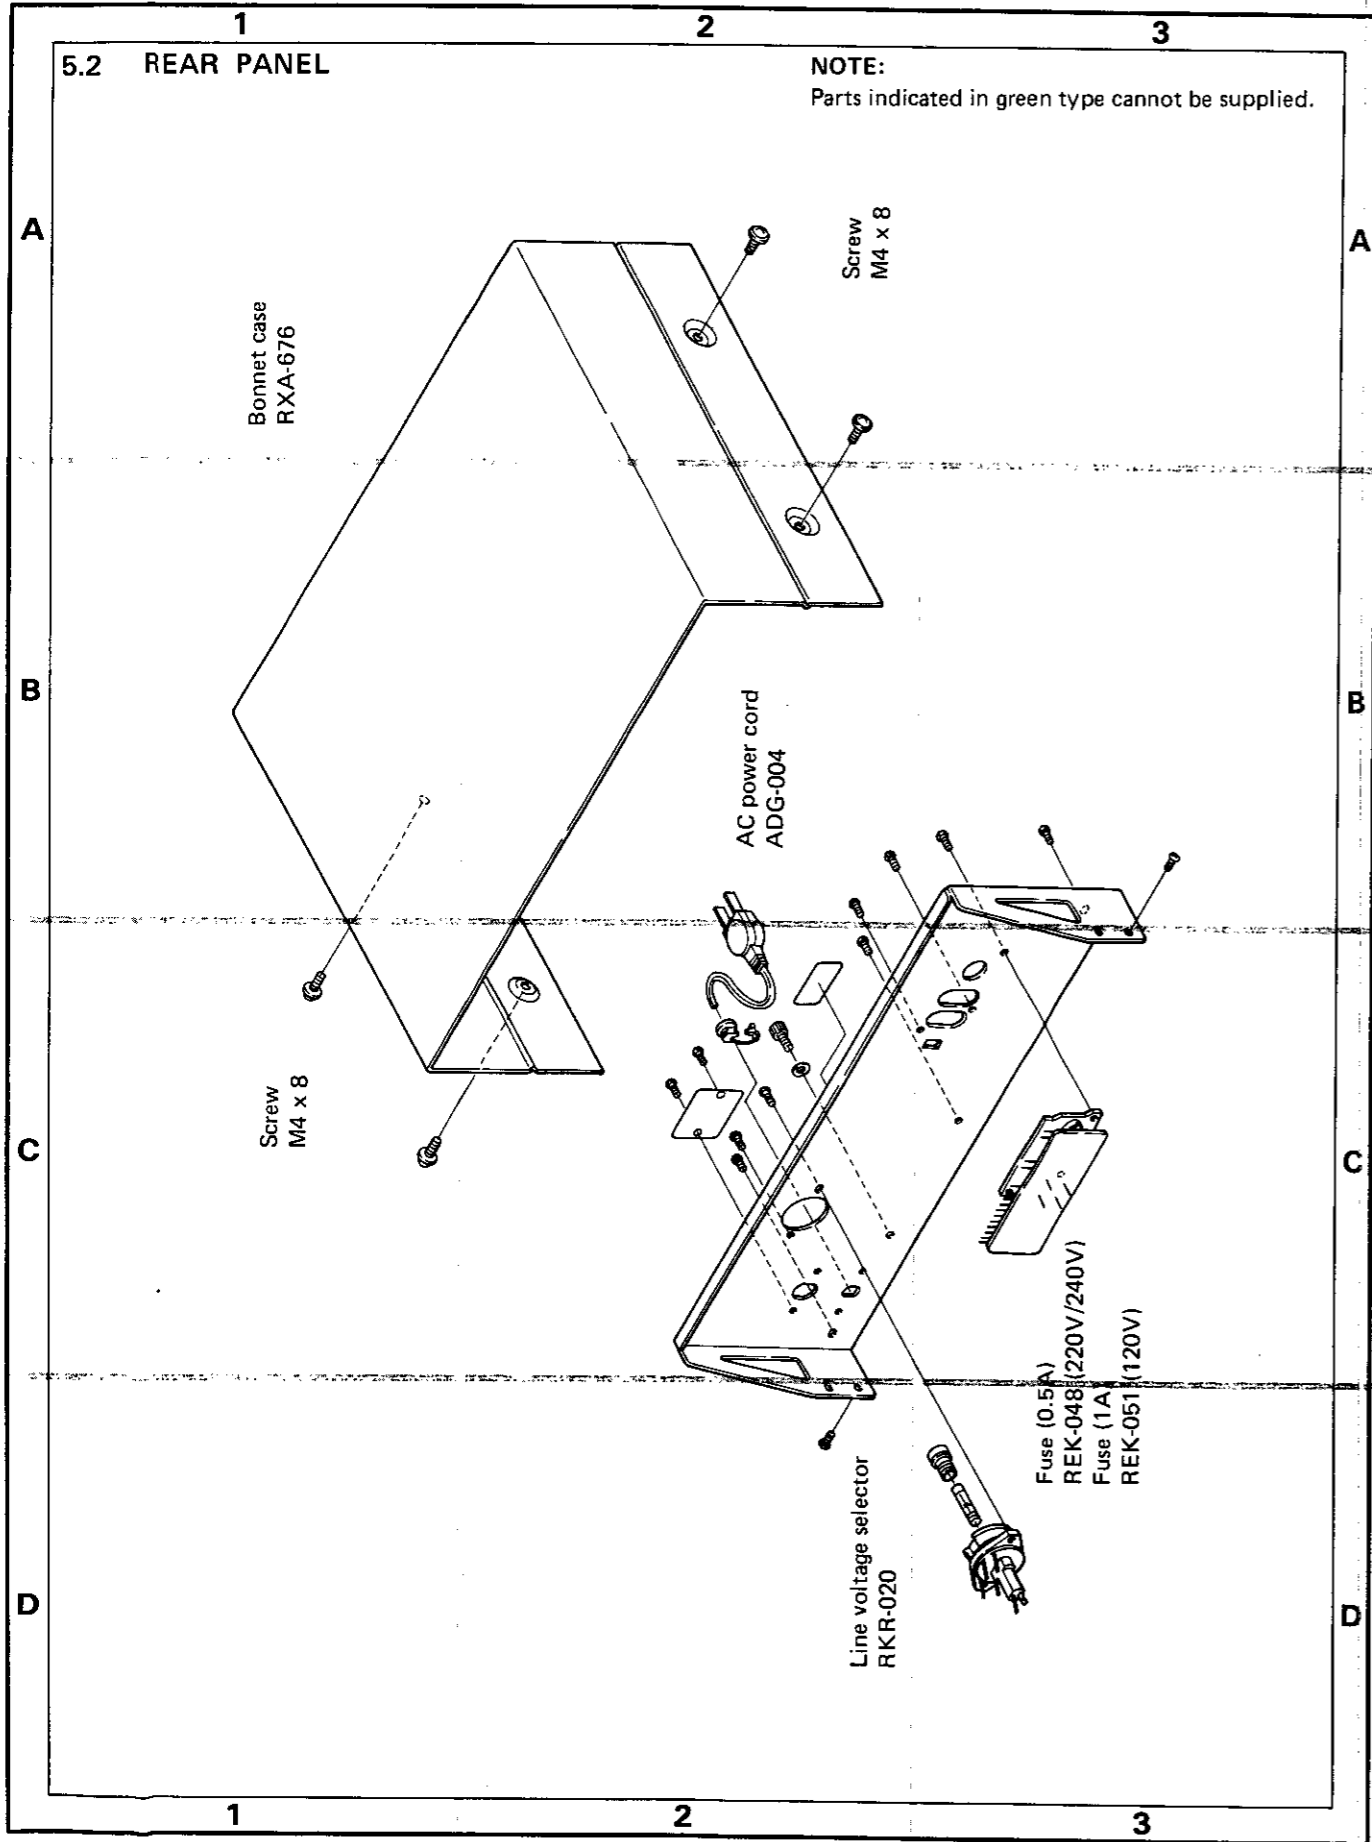 1 2 3
5.2 REAR PANEL
NOTE:
Parts indicated in green type cannot be supplied.
A A
Screw
M4 x 8
Bonnet case
RXA-676
B B
AC power cord
ADG-004
Screw
M4 x 8
C C
Fuse (0.5A)
REK-048 (220V/240V)
Fuse (1A)
REK-051 (120V)
Line voltage selector
RKR-020
D D
1 2 3